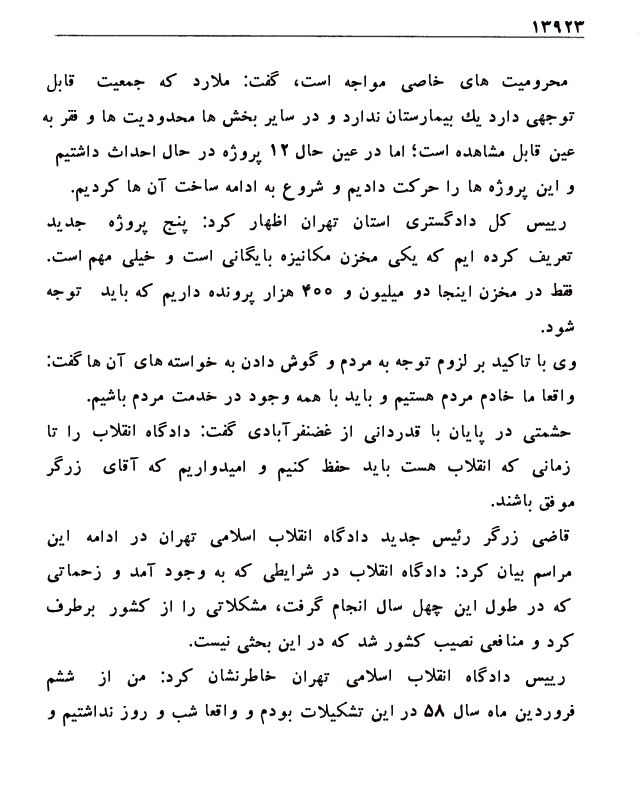 ۱۳۹۲۳
محرومیت های خاصی مواجه است، گفت: ملارد که جمعیت قابل
توجهی دارد یك بیمارستان ندارد و در سایر بخش ها محدودیت ها و فقر به
عین قابل مشاهده است؛ اما در عین حال ۱۲ پروژه در حال احداث داشتیم
و این پروژه ها را حرکت دادیم و شروع به ادامه ساخت آن ها کردیم.
رییس کل دادگستری استان تهران اظهار کرد: پنج پروژه جدید
تعریف کرده ایم که یکی مخزن مکانیزه بایگانی است و خیلی مهم است.
فقط در مخزن اینجا دو میلیون و ۴۰۰ هزار پرونده داریم که باید توجه
شود.
وی با تاکید بر لزوم توجه به مردم و گوش دادن به خواسته های آن ها گفت:
واقعا ما خادم مردم هستیم و باید با همه وجود در خدمت مردم باشیم.
حشمتی در پایان با قدردانی از غضنفرآبادی گفت: دادگاه انقلاب را تا
زمانی که انقلاب هست باید حفظ کنیم و امیدواریم که آقای زرگر
موفق باشند.
قاضی زرگر رئیس جدید دادگاه انقلاب اسلامی تهران در ادامه این
مراسم بیان کرد: دادگاه انقلاب در شرایطی که به وجود آمد و زحماتی
که در طول این چهل سال انجام گرفت، مشکلاتی را از کشور برطرف
کرد و منافعی نصیب کشور شد که در این بحثی نیست.
رییس دادگاه انقلاب اسلامی تهران خاطرنشان کرد: من از ششم
فروردین ماه سال ۵۸ در این تشکیلات بودم و واقعا شب و روز نداشتیم و